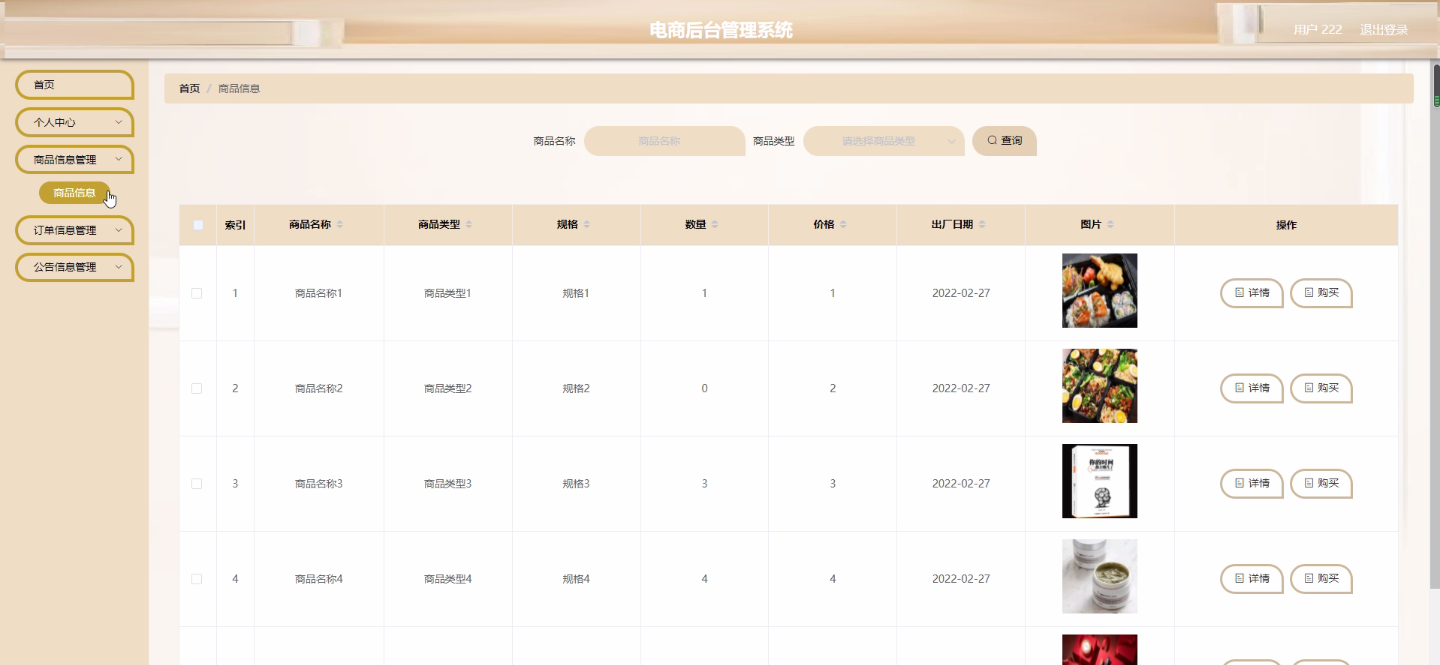 电商后台管理系统
用户 222 退出登录
首页
个人中心
商品信息管理
商品信息
订单信息管理
公告信息管理
首页 / 商品信息
商品名称 商品名称 商品类型 请选择商品类型 查询
索引 商品名称 商品类型 规格 数量 价格 出厂日期 图片 操作
1 商品名称1 商品类型1 规格1 1 1 2022-02-27 详情 购买
2 商品名称2 商品类型2 规格2 0 2 2022-02-27 详情 购买
3 商品名称3 商品类型3 规格3 3 3 2022-02-27 详情 购买
你的时间
4 商品名称4 商品类型4 规格4 4 4 2022-02-27 详情 购买